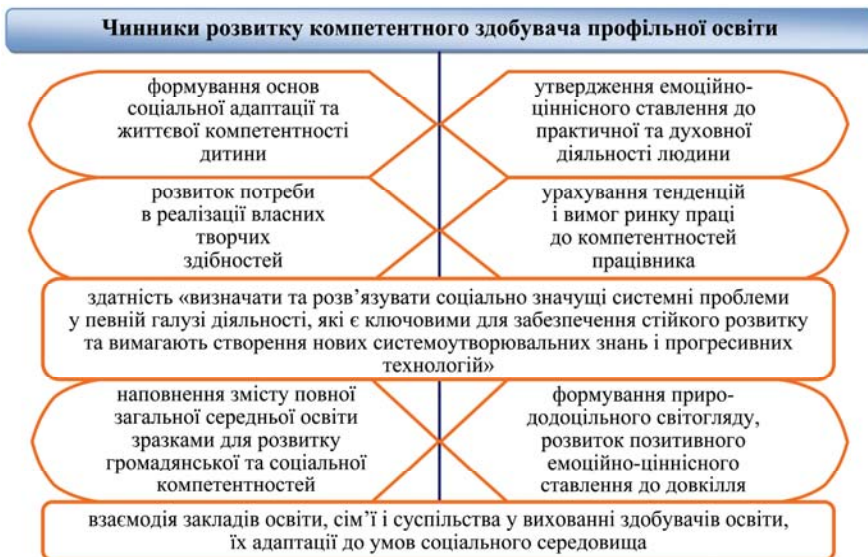 Чинники розвитку компетентного здобувача профільної освіти
формування основ
соціальної адаптації та
життєвої компетентності
дитини
утвердження емоційно-
ціннісного ставлення до
практичної та духовної
діяльності людини
розвиток потреби
в реалізації власних
творчих
здібностей
урахування тенденцій
і вимог ринку праці
до компетентностей
працівника
здатність «визначати та розв’язувати соціально значущі системні проблеми
у певній галузі діяльності, які є ключовими для забезпечення стійкого розвитку
та вимагають створення нових системоутворювальних знань і прогресивних
технологій»
наповнення змісту повної
загальної середньої освіти
зразками для розвитку
громадянської та соціальної
компетентностей
формування приро-
додоцільного світогляду,
розвиток позитивного
емоційно-ціннісного
ставлення до довкілля
взаємодія закладів освіти, сім’ї і суспільства у вихованні здобувачів освіти,
їх адаптації до умов соціального середовища